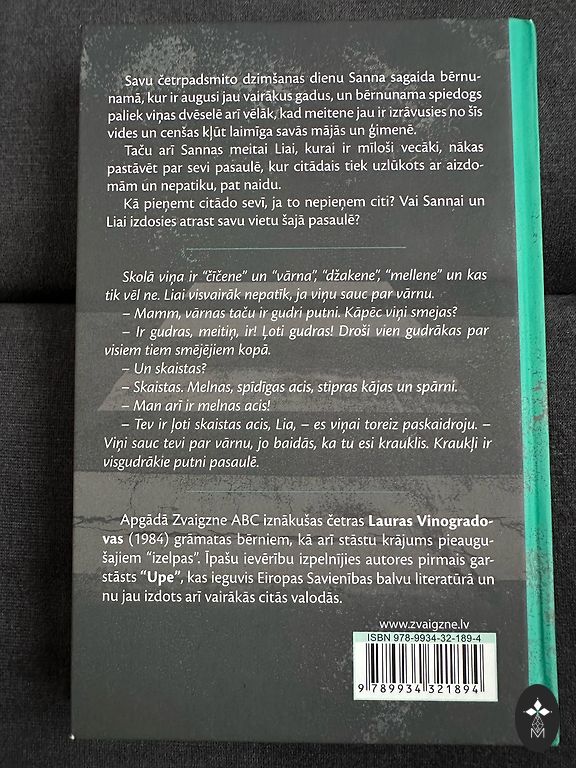 Savu četrpadsmito dzimšanas dienu Sanna sagaida bērnu-
namā, kur ir augusi jau vairākus gadus, un bērnunama spiedogs
paliek viņas dvēselē arī vēlāk, kad meitene jau ir izrāvusies no šīs
vides un cenšas kļūt laimīga savās mājās un ģimenē.
Taču arī Sannas meitai Liai, kurai ir mīloši vecāki, nākas
pastāvēt par sevi pasaulē, kur citādais tiek uzlūkots ar aizdo-
mām un nepatiku, pat naidu.
Kā pieņemt citādo sevī, ja to nepieņem citi? Vai Sannai un
Liai izdosies atrast savu vietu šajā pasaulē?
Skolā viņa ir “čīčene” un “vārna”, “džakene”, “mellene” un kas
tik vēl ne. Liai visvairāk nepatīk, ja viņu sauc par vārnu.
– Mamm, vārnas taču ir gudri putni. Kāpēc viņi smejas?
– Ir gudras, meitiņ, ir! Ļoti gudras! Droši vien gudrākas par
visiem tiem smējējiem kopā.
– Un skaistas?
– Skaistas. Melnas, spīdīgas acis, stipras kājas un spārni.
– Man arī ir melnas acis!
– Tev ir ļoti skaistas acis, Lia, – es viņai toreiz paskaidroju. –
Viņi sauc tevi par vārnu, jo baidās, ka tu esi krauklis. Kraukļi ir
visgudrākie putni pasaulē.
Apgādā Zvaigzne ABC iznākušas četras Lauras Vinogrado-
vas (1984) grāmatas bērniem, kā arī stāstu krājums pieaugu-
šajiem “izelpas”. Īpašu ievērību izpelnījies autores pirmais gar-
stāsts “Upe”, kas ieguvis Eiropas Savienības balvu literatūrā un
nu jau izdots arī vairākās citās valodās.
www.zvaigzne.lv
ISBN 978-9934-32-189-4
9 789934 321894
M